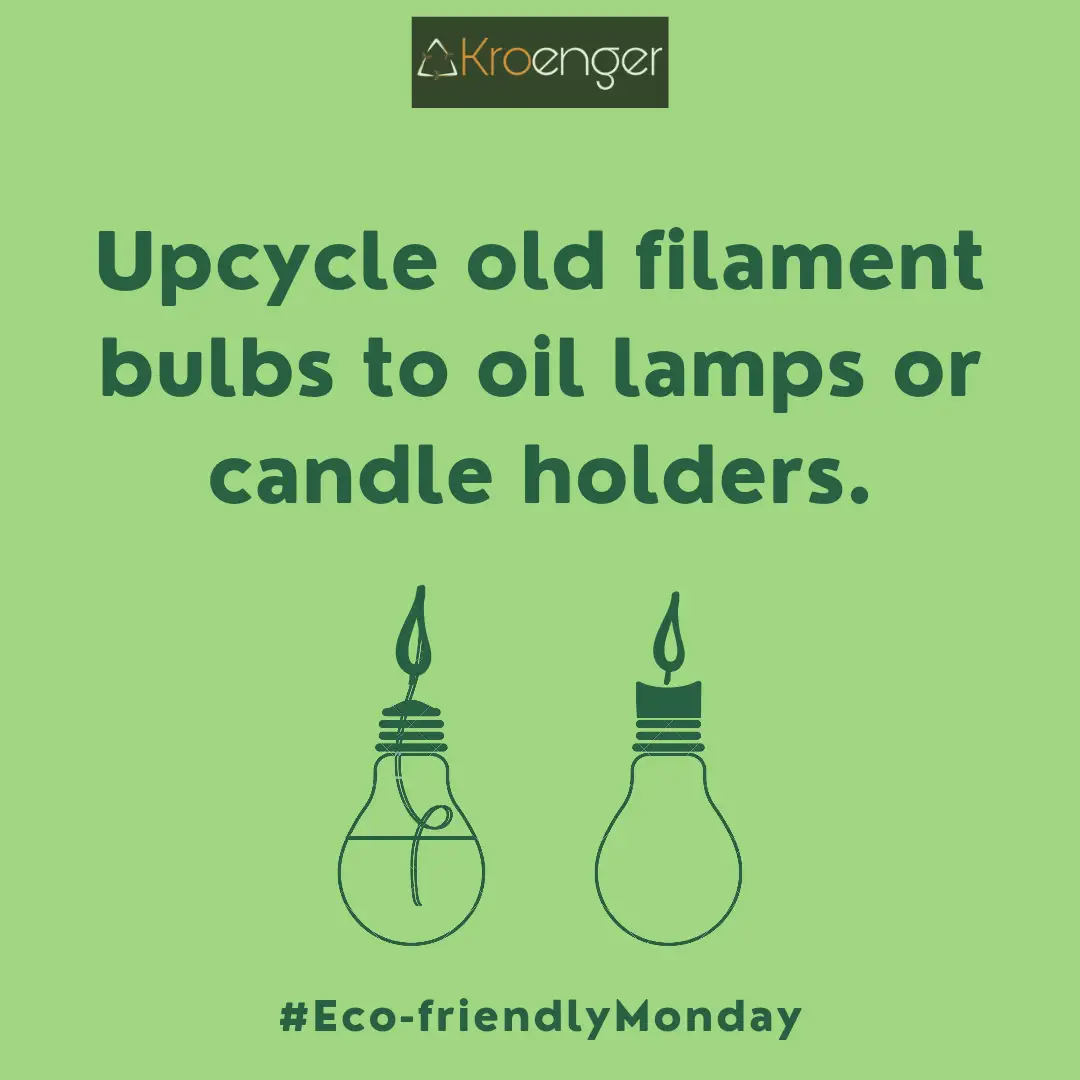 Kroenger
Upcycle old filament
bulbs to oil lamps or
candle holders.
#Eco-friendlyMonday